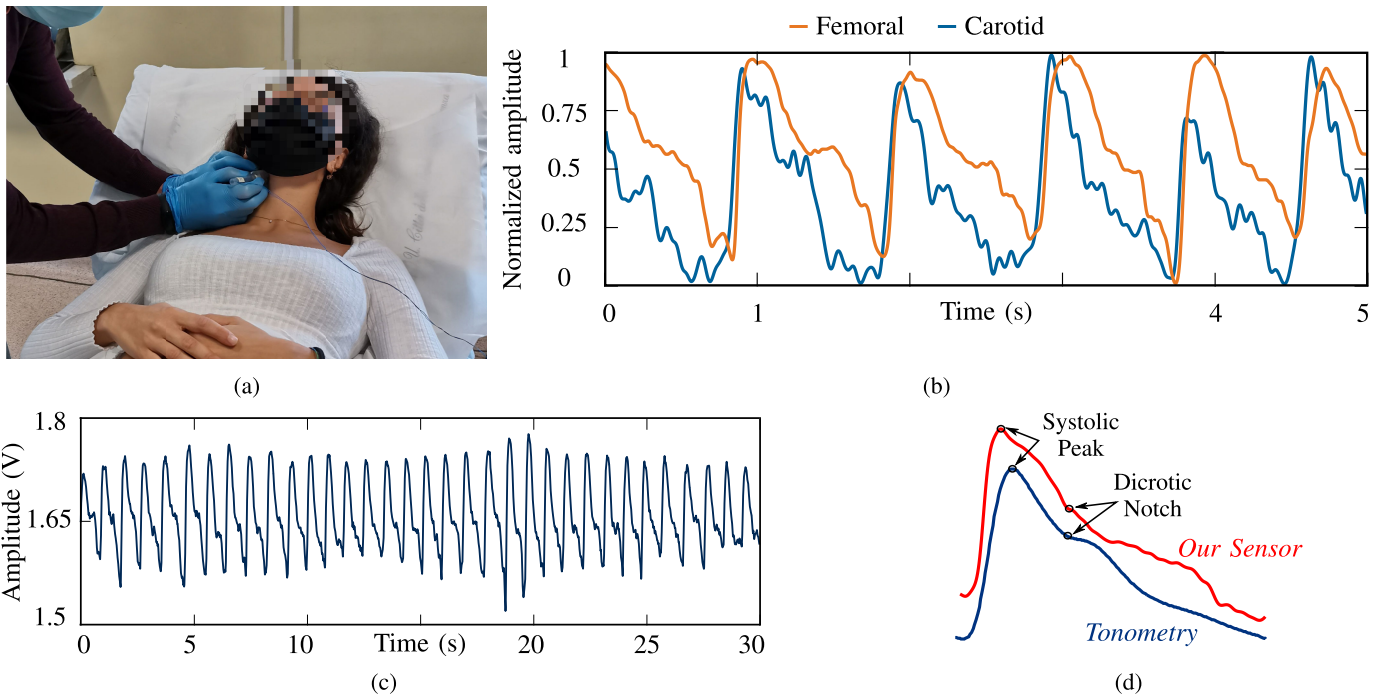 Femoral Carotid
Normalized amplitude
1
0.75
0.5
0.25
0
0 1 Time (s) 4 5
(a)
(b)
Amplitude (V)
1.8
1.65
1.5
0 5 10 Time (s) 20 25 30
(c)
Systolic
Peak
Dicrotic
Notch
Our Sensor
Tonometry
(d)